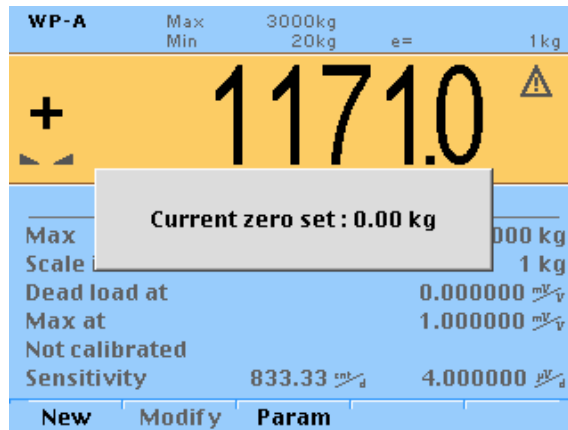 WP-A Max 3000kg
Min 20kg e= 1kg
+ 1171.0
Current zero set : 0.00 kg
Max 000 kg
Scale 1 kg
Dead load at 0.000000 mV/V
Max at 1.000000 mV/V
Not calibrated
Sensitivity 833.33 cnt/d 4.000000 µV/d
New Modify Param